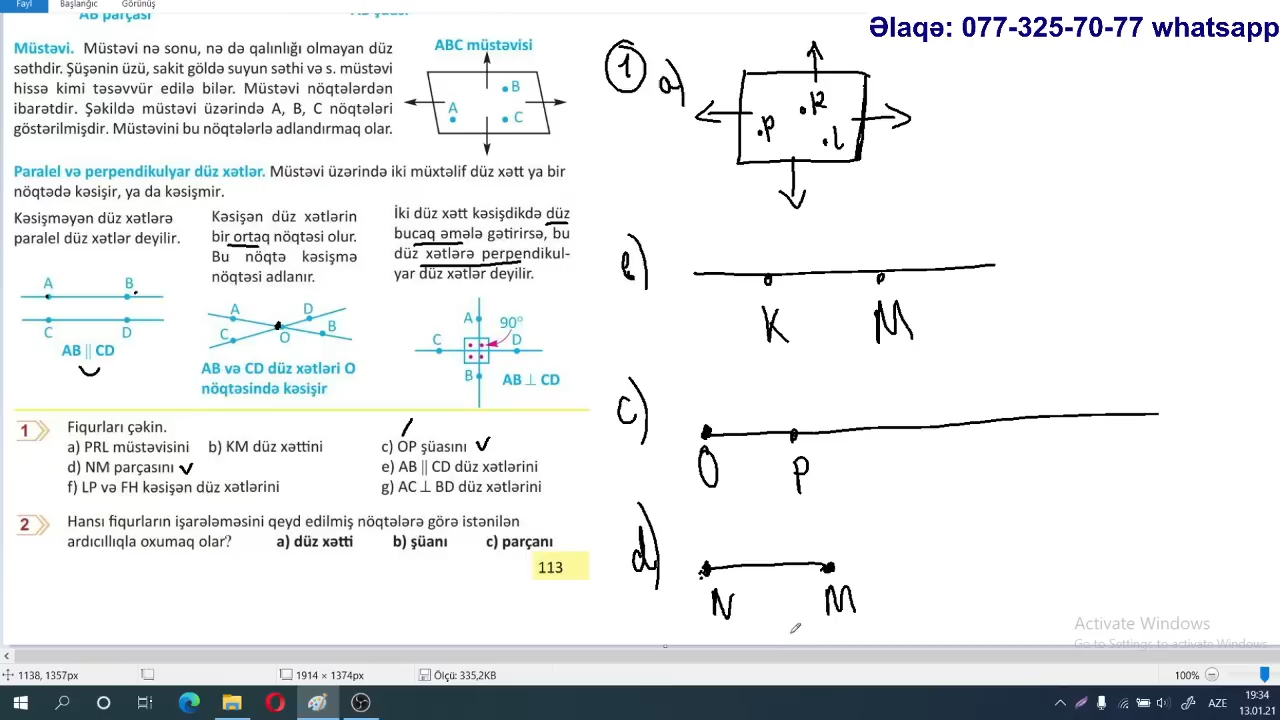 Fayl Başlanğıc Görünüş
AB parçası AB şüası
Əlaqə: 077-325-70-77 whatsapp
Müstəvi. Müstəvi nə sonu, nə də qalınlığı olmayan düz
səthdir. Şüşənin üzü, sakit göldə suyun səthi və s. müstəvi
hissə kimi təsəvvür edilə bilər. Müstəvi nöqtələrdən
ibarətdir. Şəkildə müstəvi üzərində A, B, C nöqtələri
göstərilmişdir. Müstəvini bu nöqtələrlə adlandırmaq olar.
ABC müstəvisi
B
A
C
Paralel və perpendikulyar düz xətlər. Müstəvi üzərində iki müxtəlif düz xətt ya bir
nöqtədə kəsişir, ya da kəsişmir.
Kəsişməyən düz xətlərə
paralel düz xətlər deyilir.
A B
C D
AB || CD
Kəsişən düz xətlərin
bir ortaq nöqtəsi olur.
Bu nöqtə kəsişmə
nöqtəsi adlanır.
A D
C O B
AB və CD düz xətləri O
nöqtəsində kəsişir
İki düz xətt kəsişdikdə düz
bucaq əmələ gətirirsə, bu
düz xətlərə perpendikul-
yar düz xətlər deyilir.
A 90°
C D
B AB ⊥ CD
1 Fiqurları çəkin.
a) PRL müstəvisini b) KM düz xəttini c) OP şüasını
d) NM parçasını e) AB || CD düz xətlərini
f) LP və FH kəsişən düz xətlərini g) AC ⊥ BD düz xətlərini
2 Hansı fiqurların işarələməsini qeyd edilmiş nöqtələrə görə istənilən
ardıcıllıqla oxumaq olar? a) düz xətti b) şüanı c) parçanı
113
1 a)
P R L
K M
c)
O P
d)
N M
Activate Windows
Go to Settings to activate Windows.
1138, 1357px 1914 × 1374px Ölçü: 335,2KB 100%
AZE 19:34
13.01.21